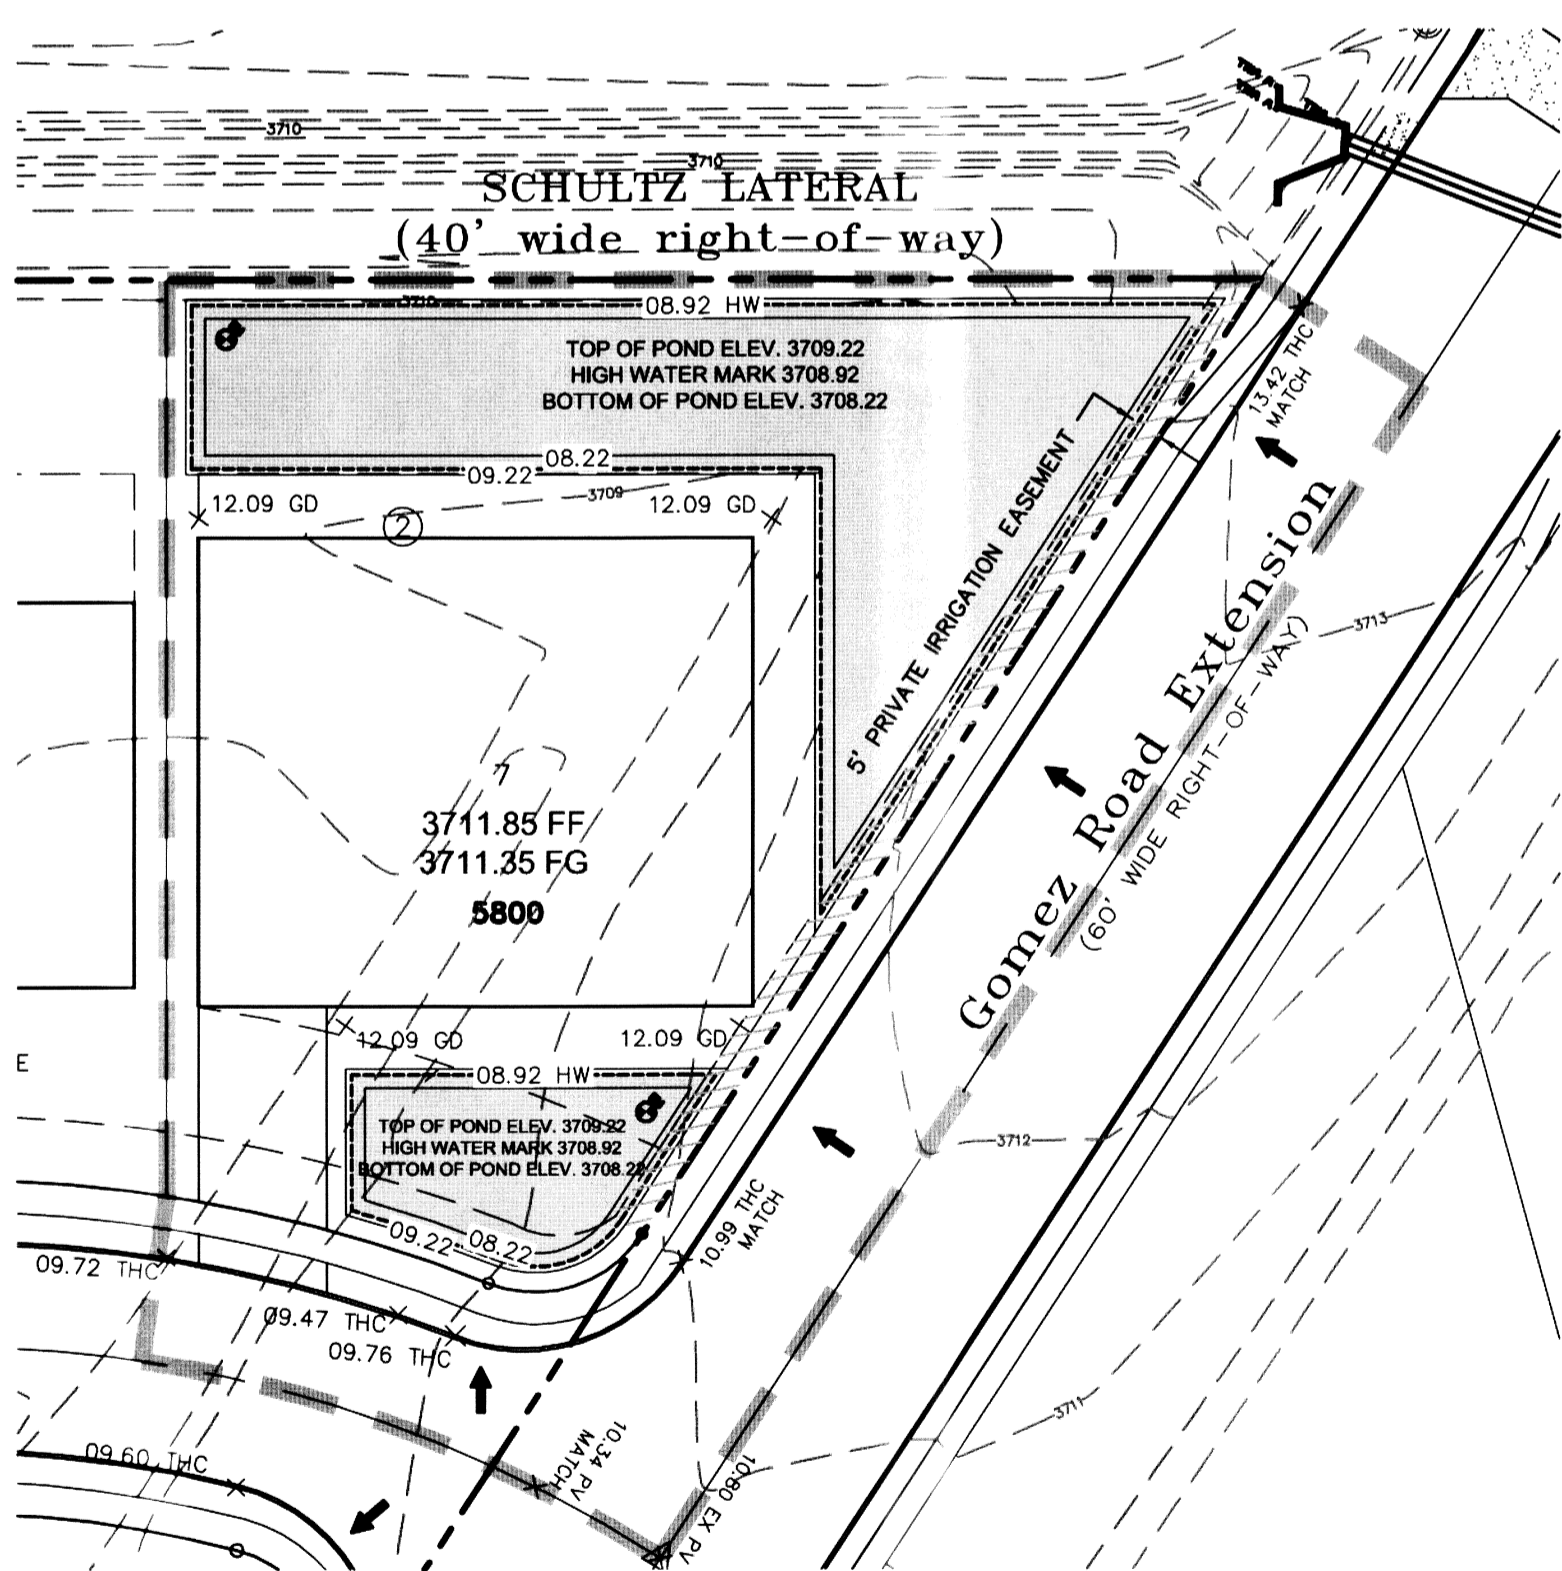 3710
3710
SCHULTZ LATERAL
(40' wide right-of-way)
3710
08.92 HW
TOP OF POND ELEV. 3709.22
HIGH WATER MARK 3708.92
BOTTOM OF POND ELEV. 3708.22
13.42 THC
MATCH
08.22
09.22
3709
12.09 GD
12.09 GD
2
5' PRIVATE IRRIGATION EASEMENT
Gomez Road Extension
(60' WIDE RIGHT-OF-WAY)
3713
7
3711.85 FF
3711.35 FG
5800
12.09 GD
12.09 GD
E
08.92 HW
TOP OF POND ELEV. 3709.22
HIGH WATER MARK 3708.92
BOTTOM OF POND ELEV. 3708.22
3712
09.22
08.22
10.99 THC
MATCH
09.72 THC
09.47 THC
09.76 THC
3711
10.34 PV
MATCH
10.80 EX PV
09.60 THC